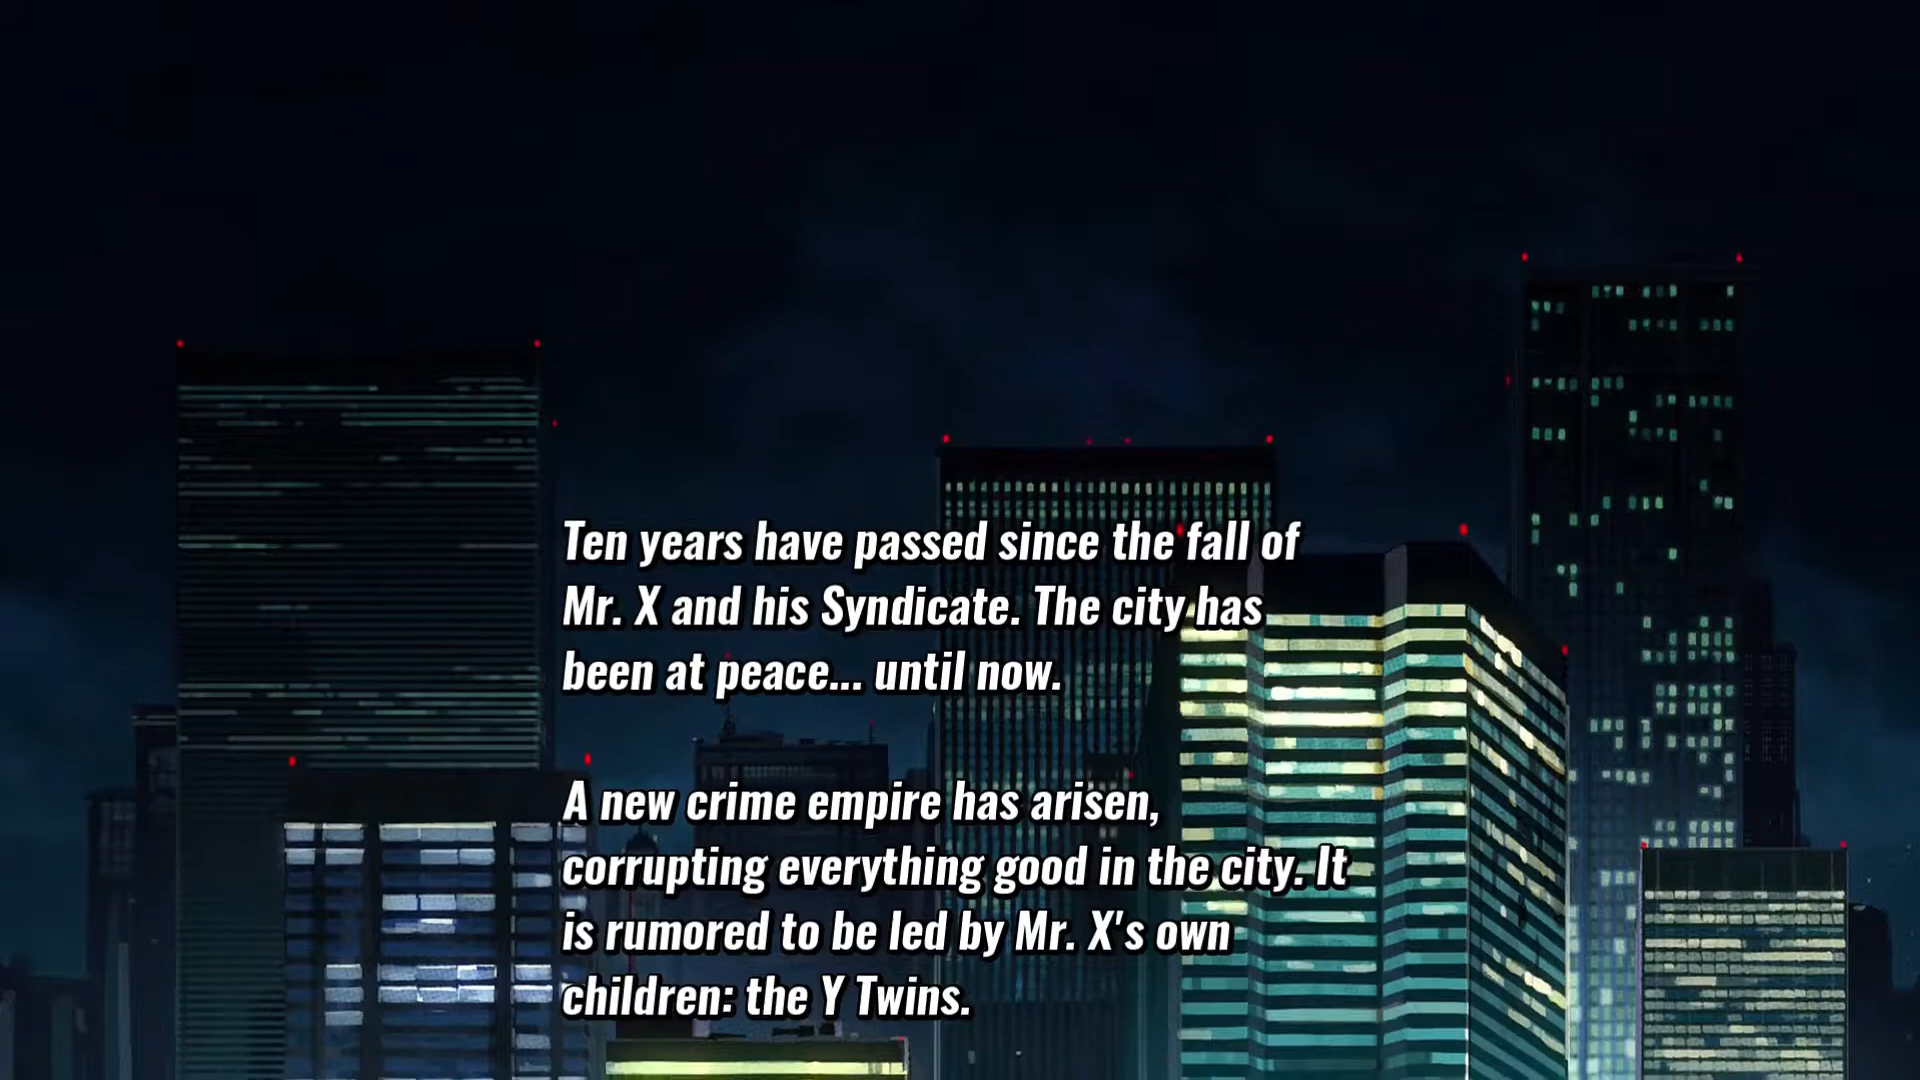 Ten years have passed since the fall of
Mr. X and his Syndicate. The city has
been at peace... until now.
A new crime empire has arisen,
corrupting everything good in the city. It
is rumored to be led by Mr. X's own
children: the Y Twins.